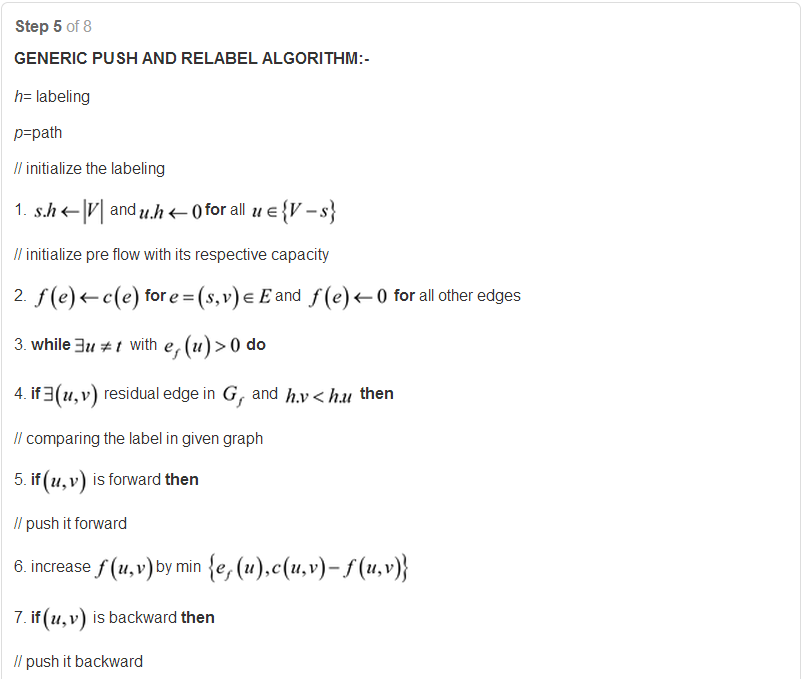 Step 5 of 8
GENERIC PUSH AND RELABEL ALGORITHM:-
h= labeling
p=path
// initialize the labeling
1. s.h ← |V| and u.h ← 0 for all u ∈ {V − s}
// initialize pre flow with its respective capacity
2. f(e) ← c(e) for e = (s,v) ∈ E and f(e) ← 0 for all other edges
3. while ∃u ≠ t with e_f(u) > 0 do
4. if ∃(u,v) residual edge in G_f and h.v < h.u then
// comparing the label in given graph
5. if (u,v) is forward then
// push it forward
6. increase f(u,v) by min {e_f(u),c(u,v)− f(u,v)}
7. if (u,v) is backward then
// push it backward